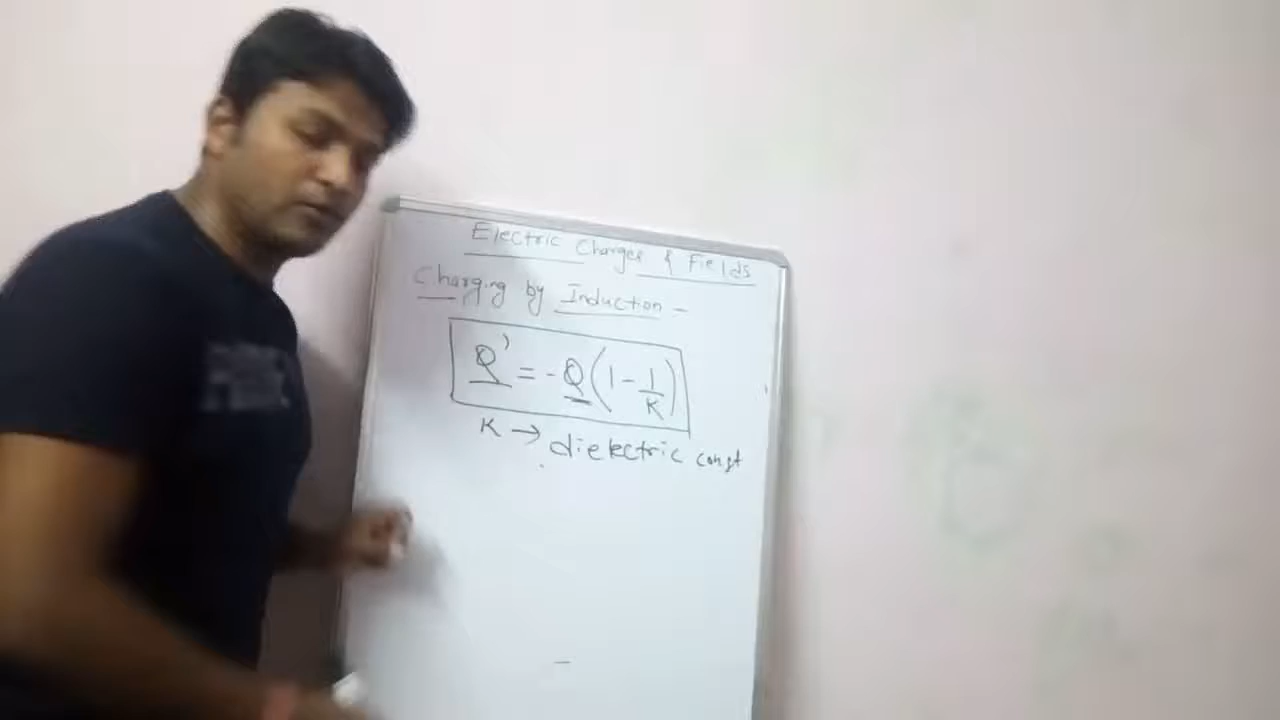 Electric Charges & Fields
Charging by Induction -
Q' = - Q (1 - 1/K)
K → dielectric const